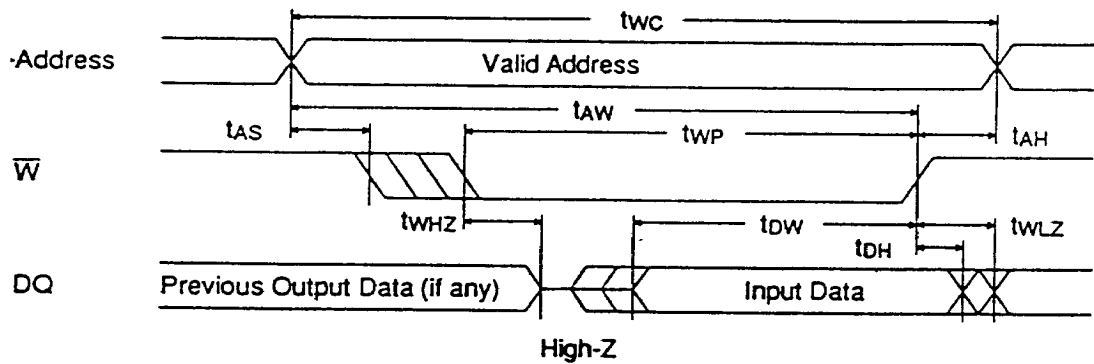 tWC
Address
Valid Address
tAW
tAS
tWP
tAH
W
tWHZ
tDW
tWLZ
tDH
DQ
Previous Output Data (if any)
Input Data
High-Z